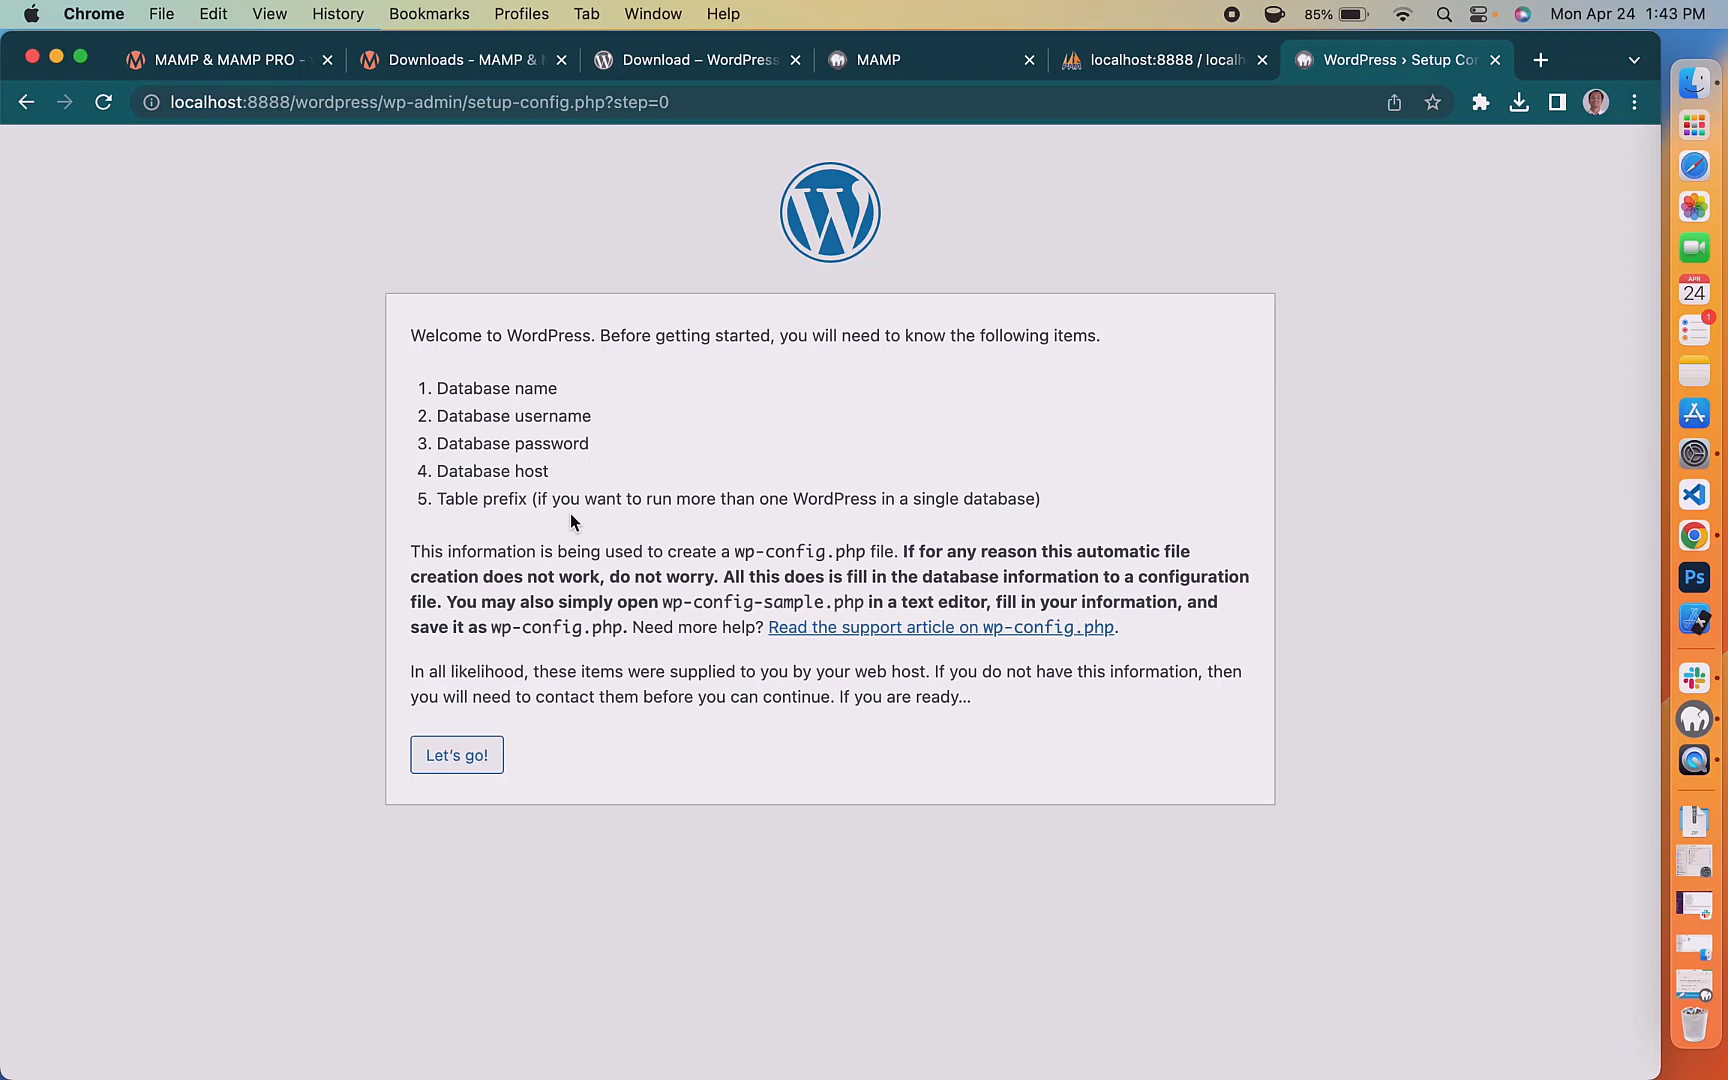 Chrome File Edit View History Bookmarks Profiles Tab Window Help 85% Mon Apr 24 1:43 PM
MAMP & MAMP PRO - Downloads - MAMP & Download – WordPress MAMP localhost:8888 / localh WordPress › Setup Con
localhost:8888/wordpress/wp-admin/setup-config.php?step=0
Welcome to WordPress. Before getting started, you will need to know the following items.
1. Database name
2. Database username
3. Database password
4. Database host
5. Table prefix (if you want to run more than one WordPress in a single database)
This information is being used to create a wp-config.php file. If for any reason this automatic file
creation does not work, do not worry. All this does is fill in the database information to a configuration
file. You may also simply open wp-config-sample.php in a text editor, fill in your information, and
save it as wp-config.php. Need more help? Read the support article on wp-config.php.
In all likelihood, these items were supplied to you by your web host. If you do not have this information, then
you will need to contact them before you can continue. If you are ready...
Let's go!
APR
24
1
Ps